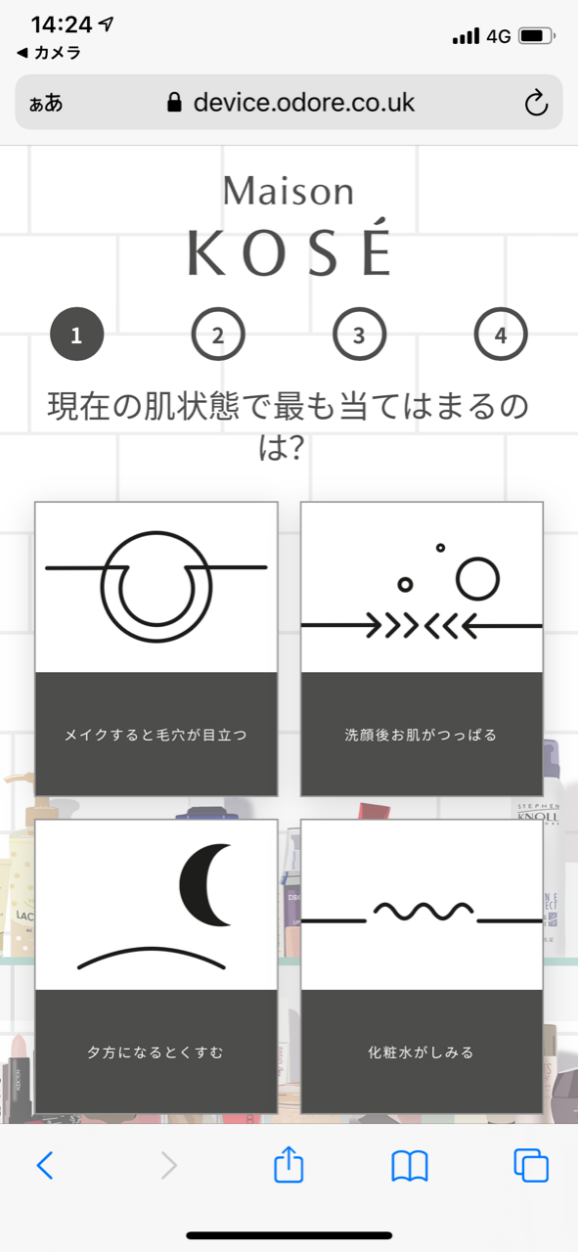 14:24
4G
◀ カメラ
ぁあ
device.odore.co.uk
Maison
KOSÉ
1
2
3
4
現在の肌状態で最も当てはまるの
は?
メイクすると毛穴が目立つ
洗顔後お肌がつっぱる
STEPHEN
KNOLL
LAC
夕方になるとくすむ
化粧水がしみる